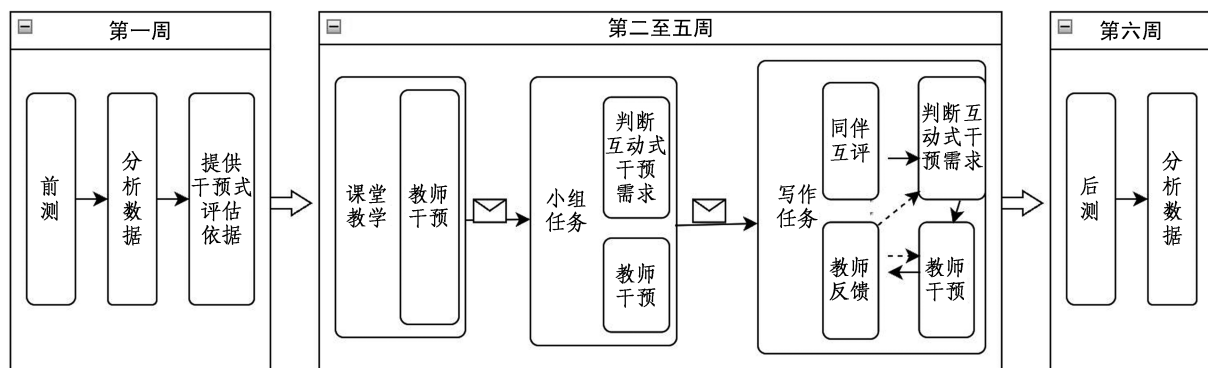 第一周
前
测
分
析
数
据
提供
干预式
评估
依据
第二至五周
课堂
教学
教师
干预
小组
任务
判断
互动式
干预
需求
教师
干预
写作
任务
同伴
互评
判断互
动式干
预需求
教师
反馈
教师
干预
第六周
后
测
分
析
数
据